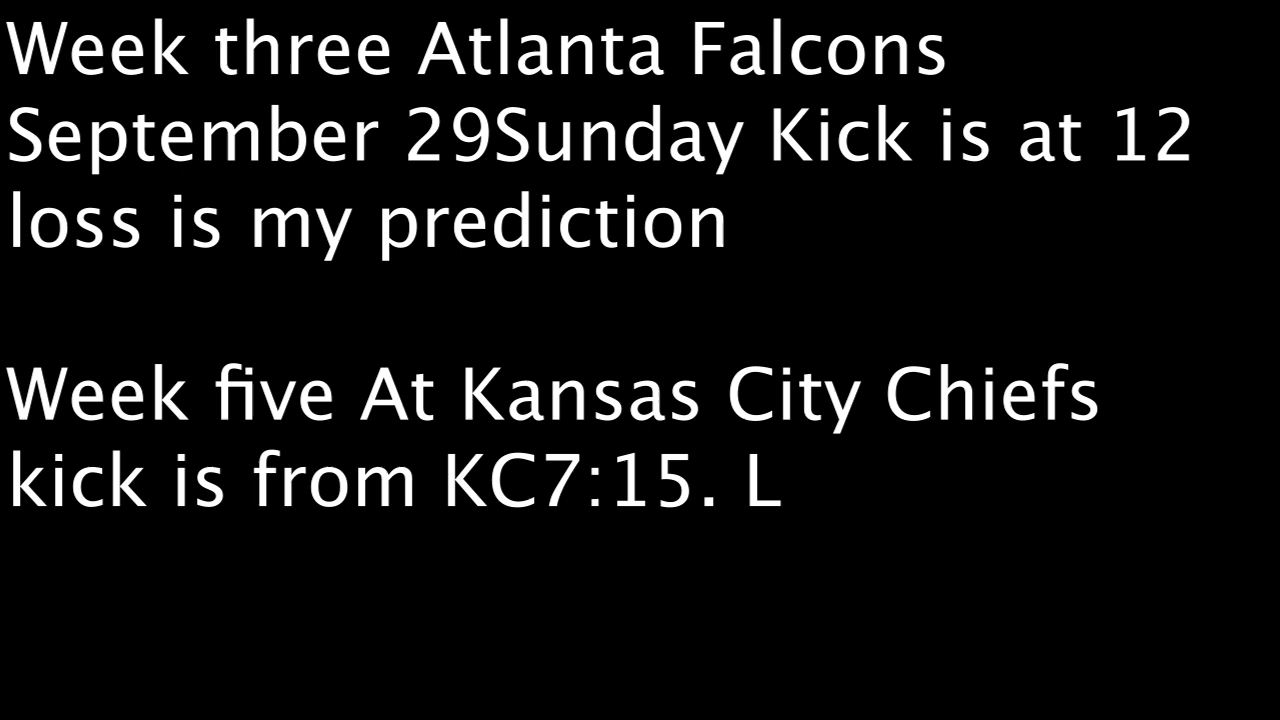 Week three Atlanta Falcons
September 29Sunday Kick is at 12
loss is my prediction
Week five At Kansas City Chiefs
kick is from KC7:15. L